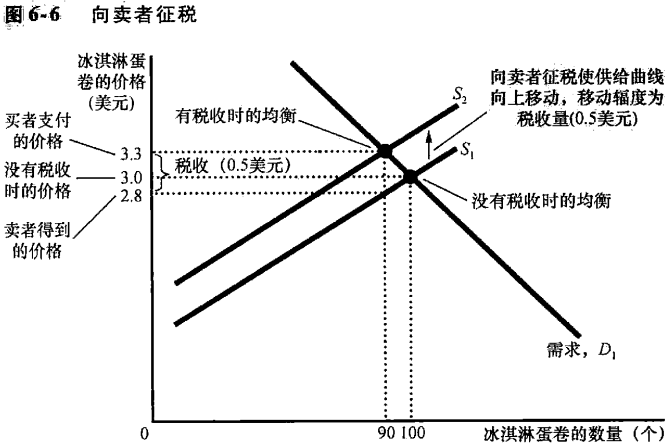 图6-6 向卖者征税
冰淇淋蛋
卷的价格
(美元)
买者支付
的价格
没有税收
时的价格
卖者得到
的价格
3.3
3.0
2.8
有税收时的均衡
税收（0.5美元）
S2
S1
向卖者征税使供给曲线
向上移动，移动辐度为
税收量(0.5美元)
没有税收时的均衡
需求，D1
0
90 100
冰淇淋蛋卷的数量（个）